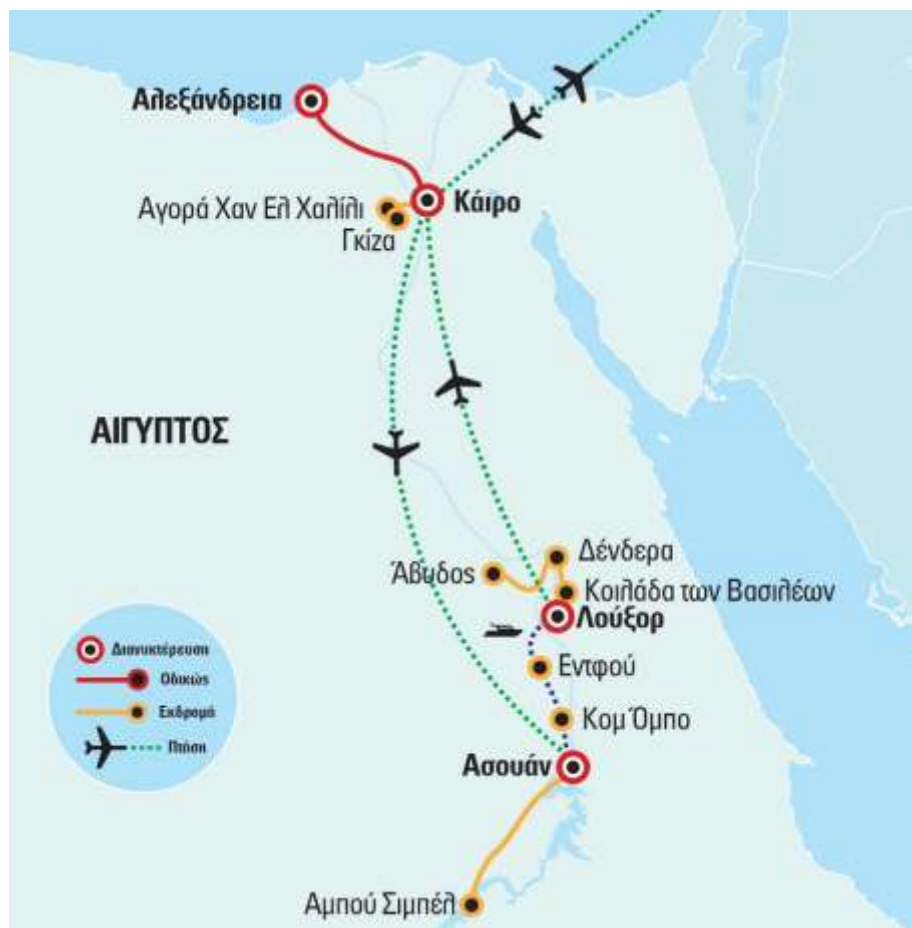 Αλεξάνδρεια
Κάιρο
Αγορά Χαν Ελ Χαλίλι
Γκίζα
ΑΙΓΥΠΤΟΣ
Δένδερα
Άβυδος
Κοιλάδα των Βασιλέων
Λούξορ
Εντφού
Κομ Όμπο
Ασουάν
Αμπού Σιμπέλ
Διανυκτέρευση
Οδικώς
Εκδρομά
Πτήση